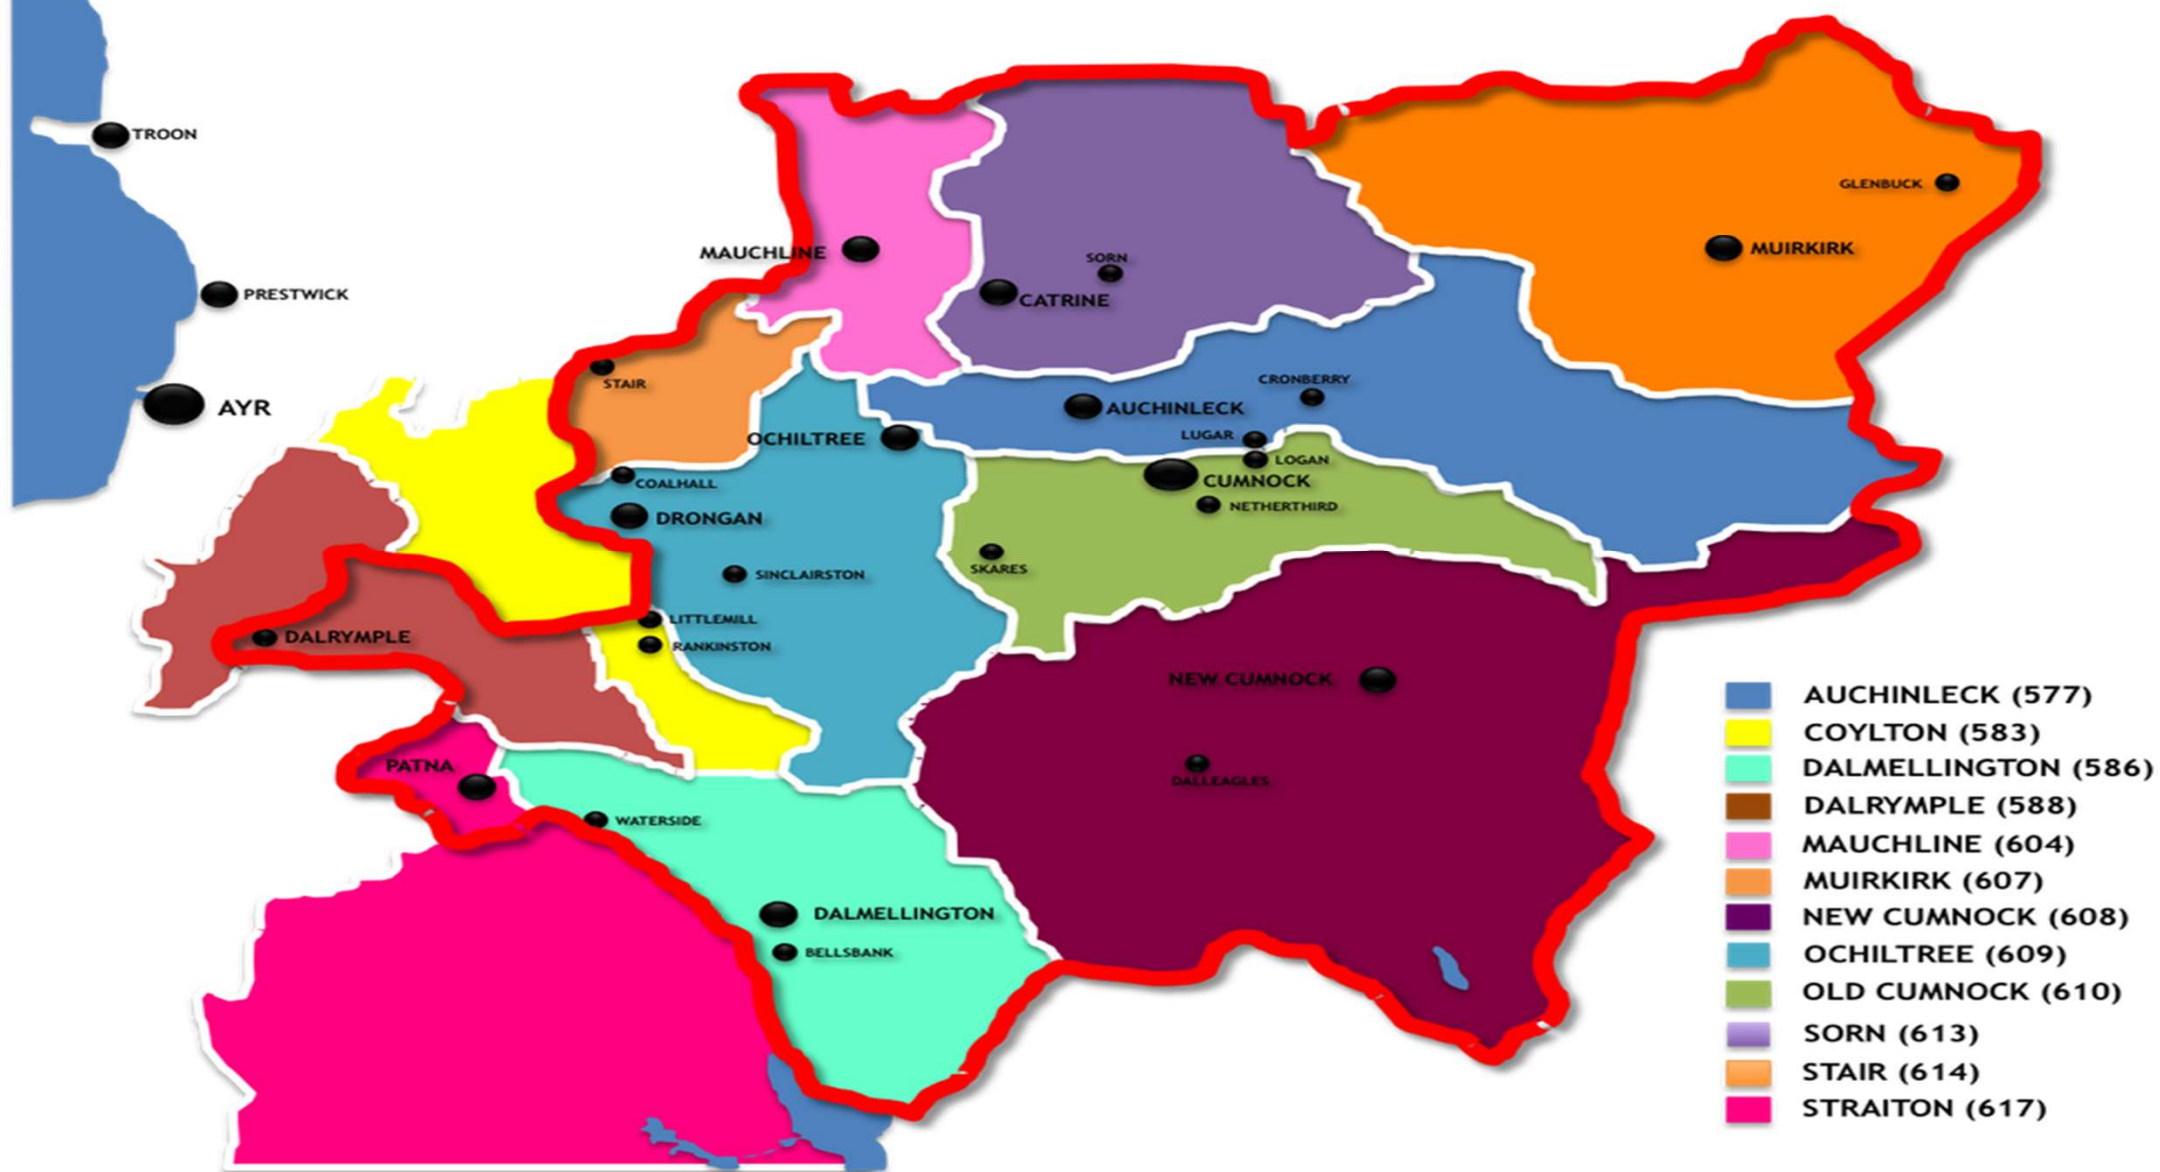 TROON
PRESTWICK
AYR
MAUCHLINE
SORN
CATRINE
GLENBUCK
MUIRKIRK
STAIR
CRONBERRY
AUCHINLECK
LUGAR
OCHILTREE
LOGAN
CUMNOCK
NETHERTHIRD
COALHALL
DRONGAN
SKARES
SINCLAIRSTON
LITTLEMILL
RANKINSTON
DALRYMPLE
NEW CUMNOCK
DALLEAGLES
PATNA
WATERSIDE
DALMELLINGTON
BELLSBANK
AUCHINLECK (577)
COYLTON (583)
DALMELLINGTON (586)
DALRYMPLE (588)
MAUCHLINE (604)
MUIRKIRK (607)
NEW CUMNOCK (608)
OCHILTREE (609)
OLD CUMNOCK (610)
SORN (613)
STAIR (614)
STRAITON (617)